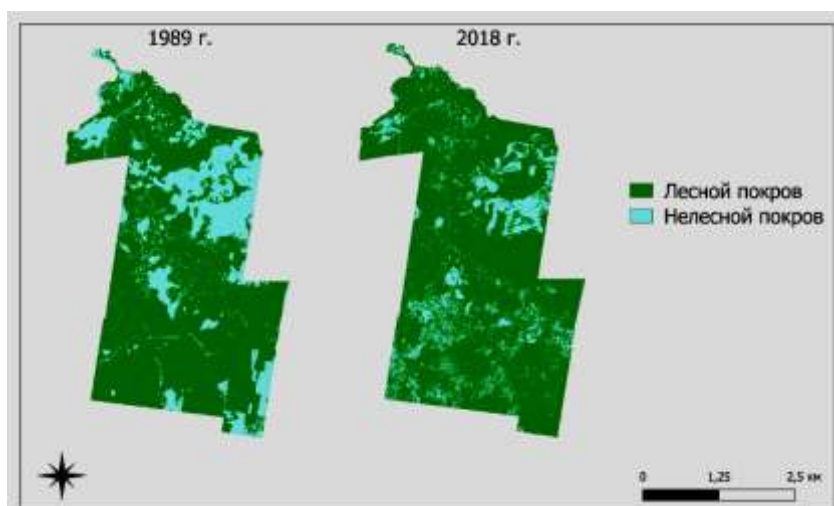 1989 г.
2018 г.
Лесной покров
Нелесной покров
0 1,25 2,5 км